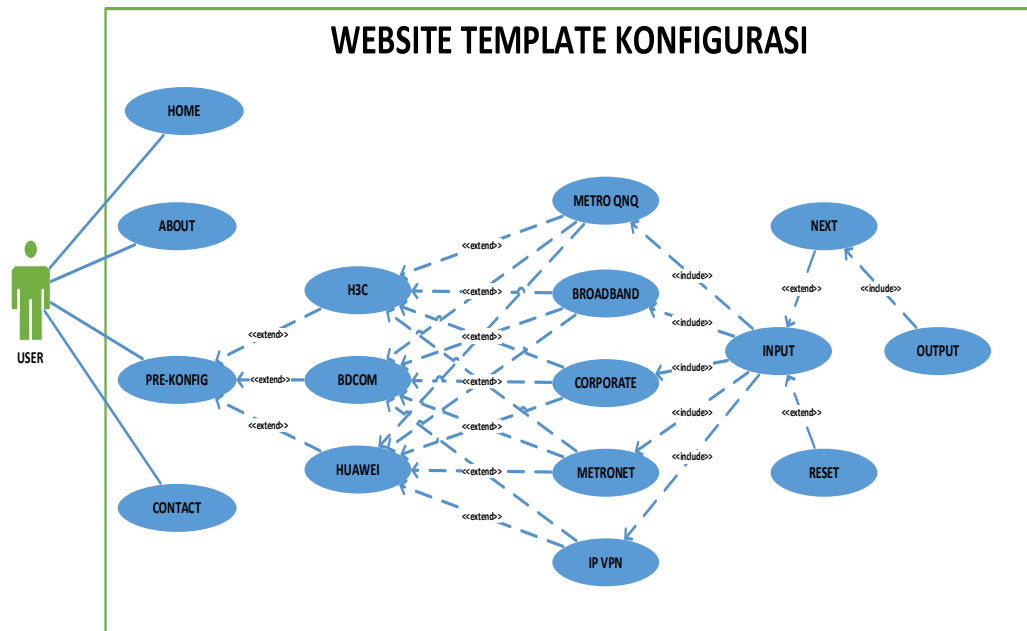 WEBSITE TEMPLATE KONFIGURASI
HOME
ABOUT
USER
PRE-KONFIG
CONTACT
<<extend>>
<<extend>>
<<extend>>
H3C
BDCOM
HUAWEI
<<extend>>
<<extend>>
<<extend>>
<<extend>>
<<extend>>
<<extend>>
<<extend>>
METRO QNQ
BROADBAND
CORPORATE
METRONET
IP VPN
<<include>>
<<include>>
<<include>>
<<include>>
<<include>>
NEXT
<<extend>>
<<include>>
INPUT
OUTPUT
<<extend>>
RESET